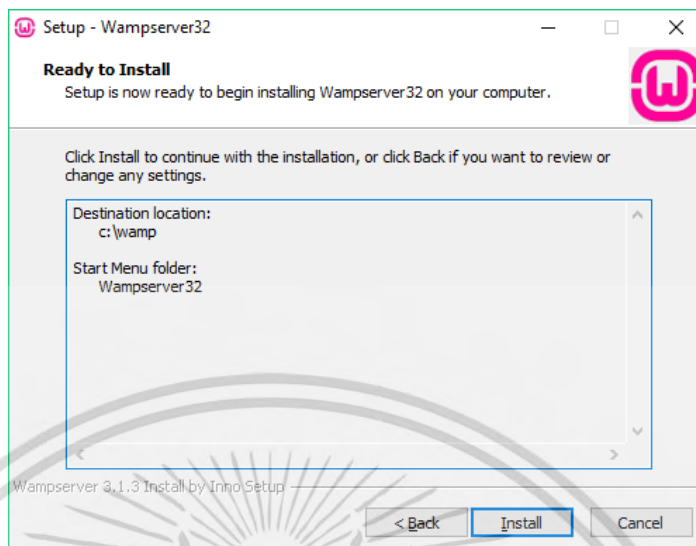 Setup - Wampserver32
Ready to Install
Setup is now ready to begin installing Wampserver32 on your computer.
Click Install to continue with the installation, or click Back if you want to review or
change any settings.
Destination location:
c:\wamp
Start Menu folder:
Wampserver32
Wampserver 3.1.3 Install by Inno Setup
< Back
Install
Cancel